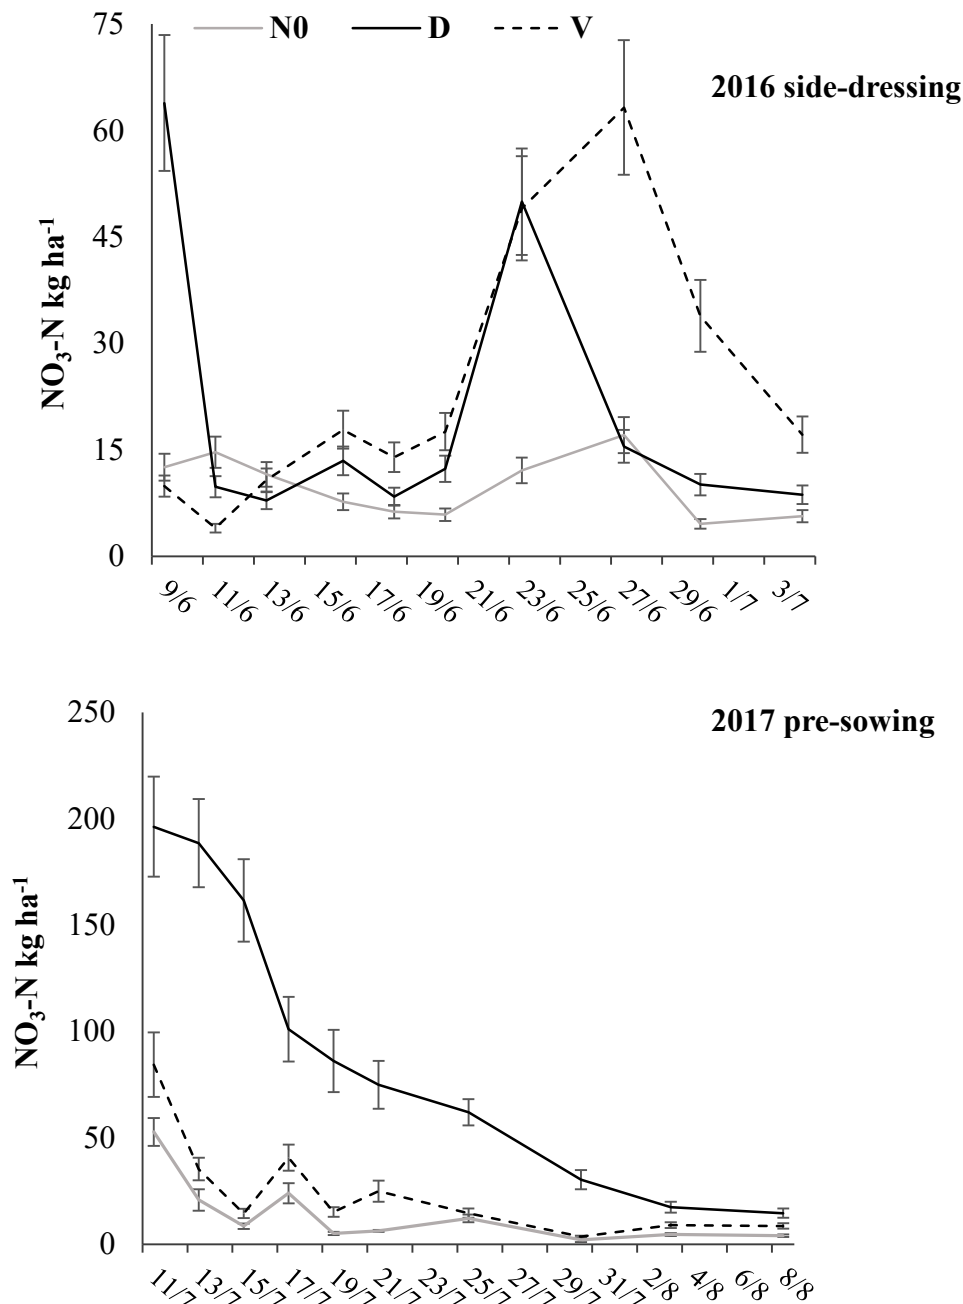 N0 D V
2016 side-dressing
NO₃-N kg ha⁻¹
75
60
45
30
15
0
9/6 11/6 13/6 15/6 17/6 19/6 21/6 23/6 25/6 27/6 29/6 1/7 3/7
2017 pre-sowing
NO₃-N kg ha⁻¹
250
200
150
100
50
0
11/7 13/7 15/7 17/7 19/7 21/7 23/7 25/7 27/7 29/7 31/7 2/8 4/8 6/8 8/8